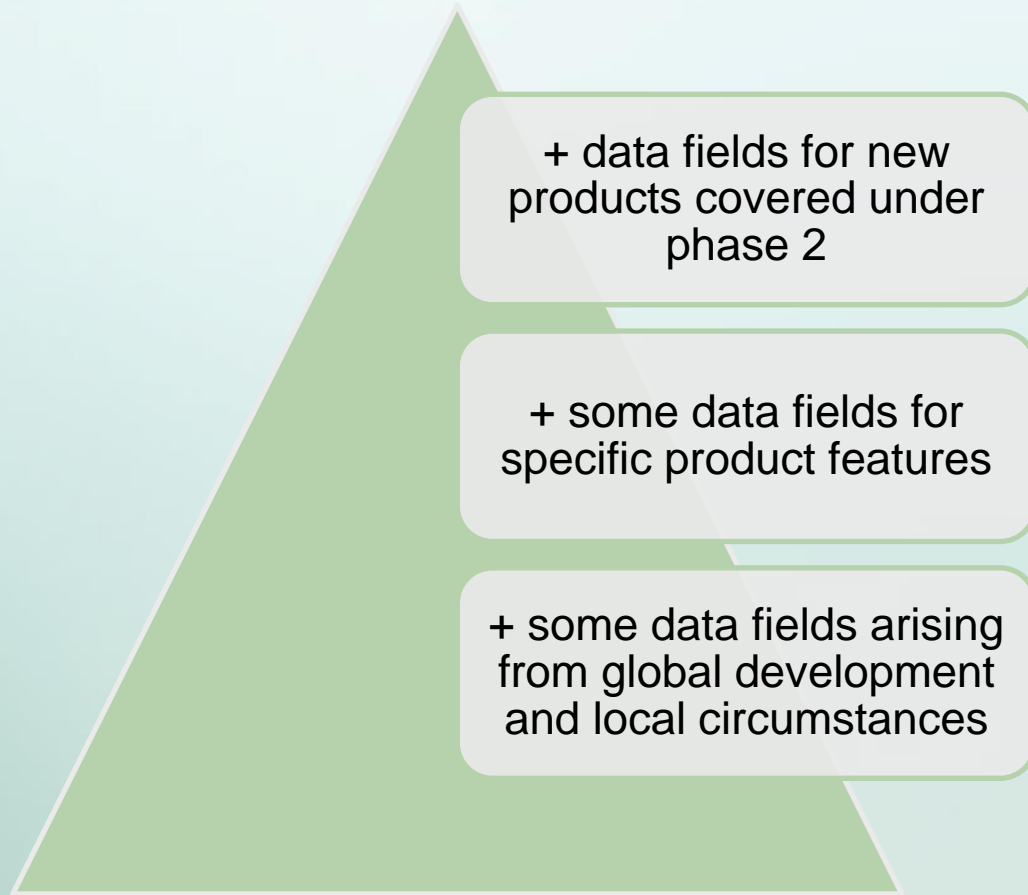 + data fields for new
products covered under
phase 2
+ some data fields for
specific product features
+ some data fields arising
from global development
and local circumstances